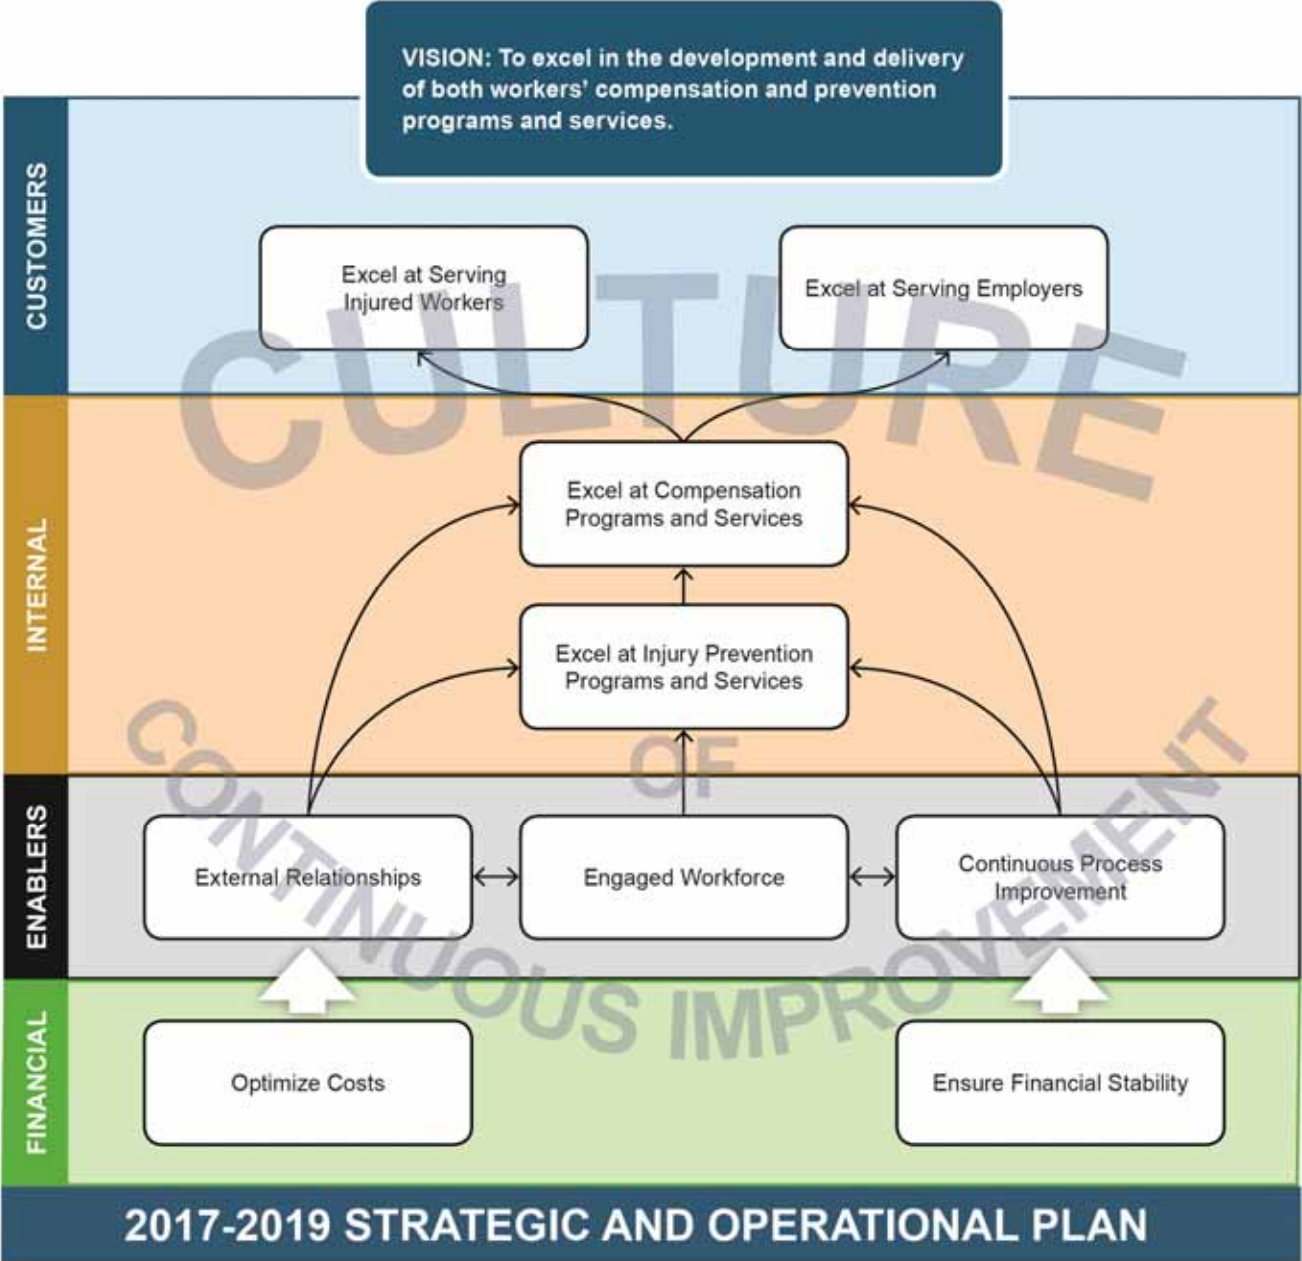 VISION: To excel in the development and delivery
of both workers' compensation and prevention
programs and services.
CUSTOMERS
Excel at Serving
Injured Workers
Excel at Serving Employers
CULTURE
INTERNAL
Excel at Compensation
Programs and Services
Excel at Injury Prevention
Programs and Services
OF
ENABLERS
External Relationships
Engaged Workforce
Continuous Process
Improvement
CONTINUOUS IMPROVEMENT
FINANCIAL
Optimize Costs
Ensure Financial Stability
2017-2019 STRATEGIC AND OPERATIONAL PLAN